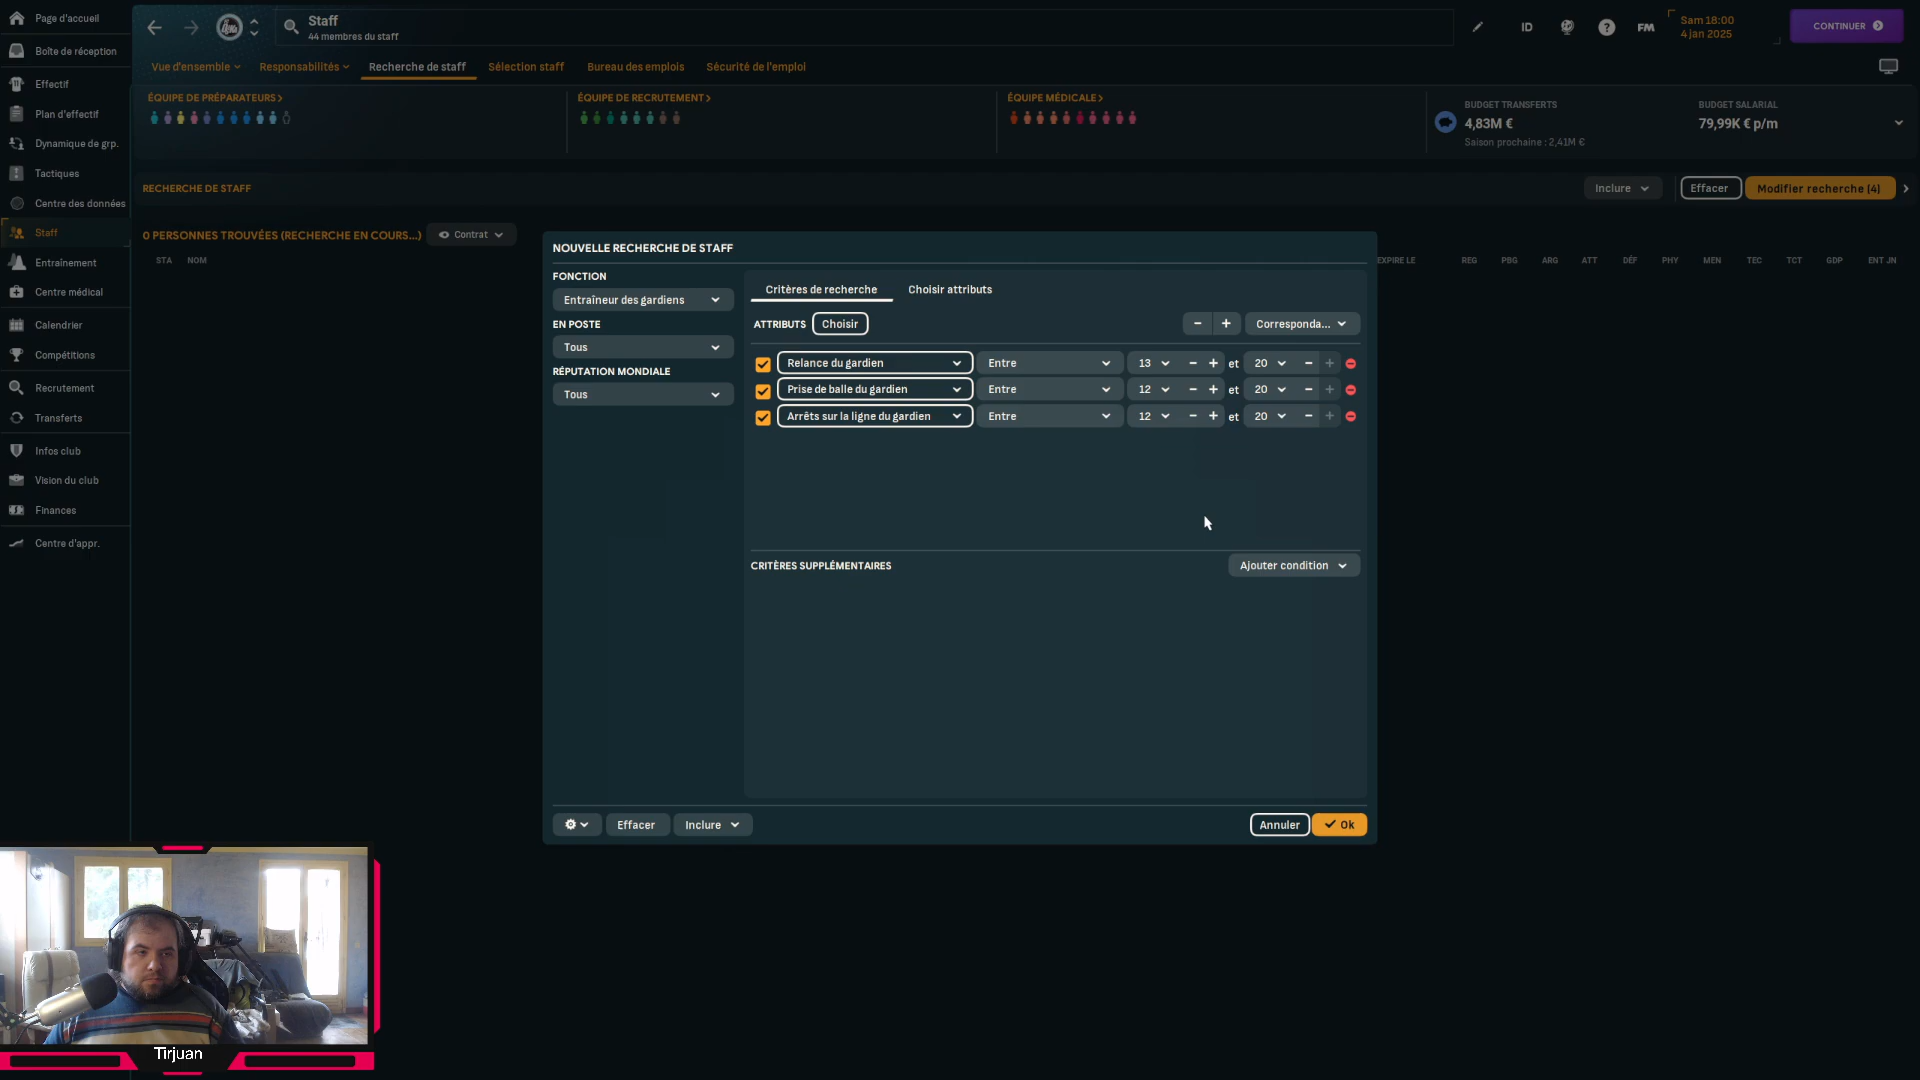 Page d'accueil
Boîte de réception
Effectif
Plan d'effectif
Dynamique de grp.
Tactiques
Centre des données
Staff
Entraînement
Centre médical
Calendrier
Compétitions
Recrutement
Transferts
Infos club
Vision du club
Finances
Centre d'appr.
Staff
44 membres du staff
ID
?
FM
Sam 18:00
4 jan 2025
CONTINUER
Vue d'ensemble
Responsabilités
Recherche de staff
Sélection staff
Bureau des emplois
Sécurité de l'emploi
ÉQUIPE DE PRÉPARATEURS>
ÉQUIPE DE RECRUTEMENT>
ÉQUIPE MÉDICALE>
BUDGET TRANSFERTS
4,83M €
Saison prochaine : 2,41M €
BUDGET SALARIAL
79,99K € p/m
RECHERCHE DE STAFF
Inclure
Effacer
Modifier recherche (4)
0 PERSONNES TROUVÉES (RECHERCHE EN COURS...)
Contrat
STA NOM
EXPIRE LE REG PBG ARG ATT DÉF PHY MEN TEC TCT GDP ENT JN
NOUVELLE RECHERCHE DE STAFF
FONCTION
Entraîneur des gardiens
EN POSTE
Tous
RÉPUTATION MONDIALE
Tous
Critères de recherche
Choisir attributs
ATTRIBUTS Choisir
- + Corresponda...
Relance du gardien Entre 13 - + et 20 - +
Prise de balle du gardien Entre 12 - + et 20 - +
Arrêts sur la ligne du gardien Entre 12 - + et 20 - +
CRITÈRES SUPPLÉMENTAIRES
Ajouter condition
Effacer
Inclure
Annuler
Ok
Tirjuan